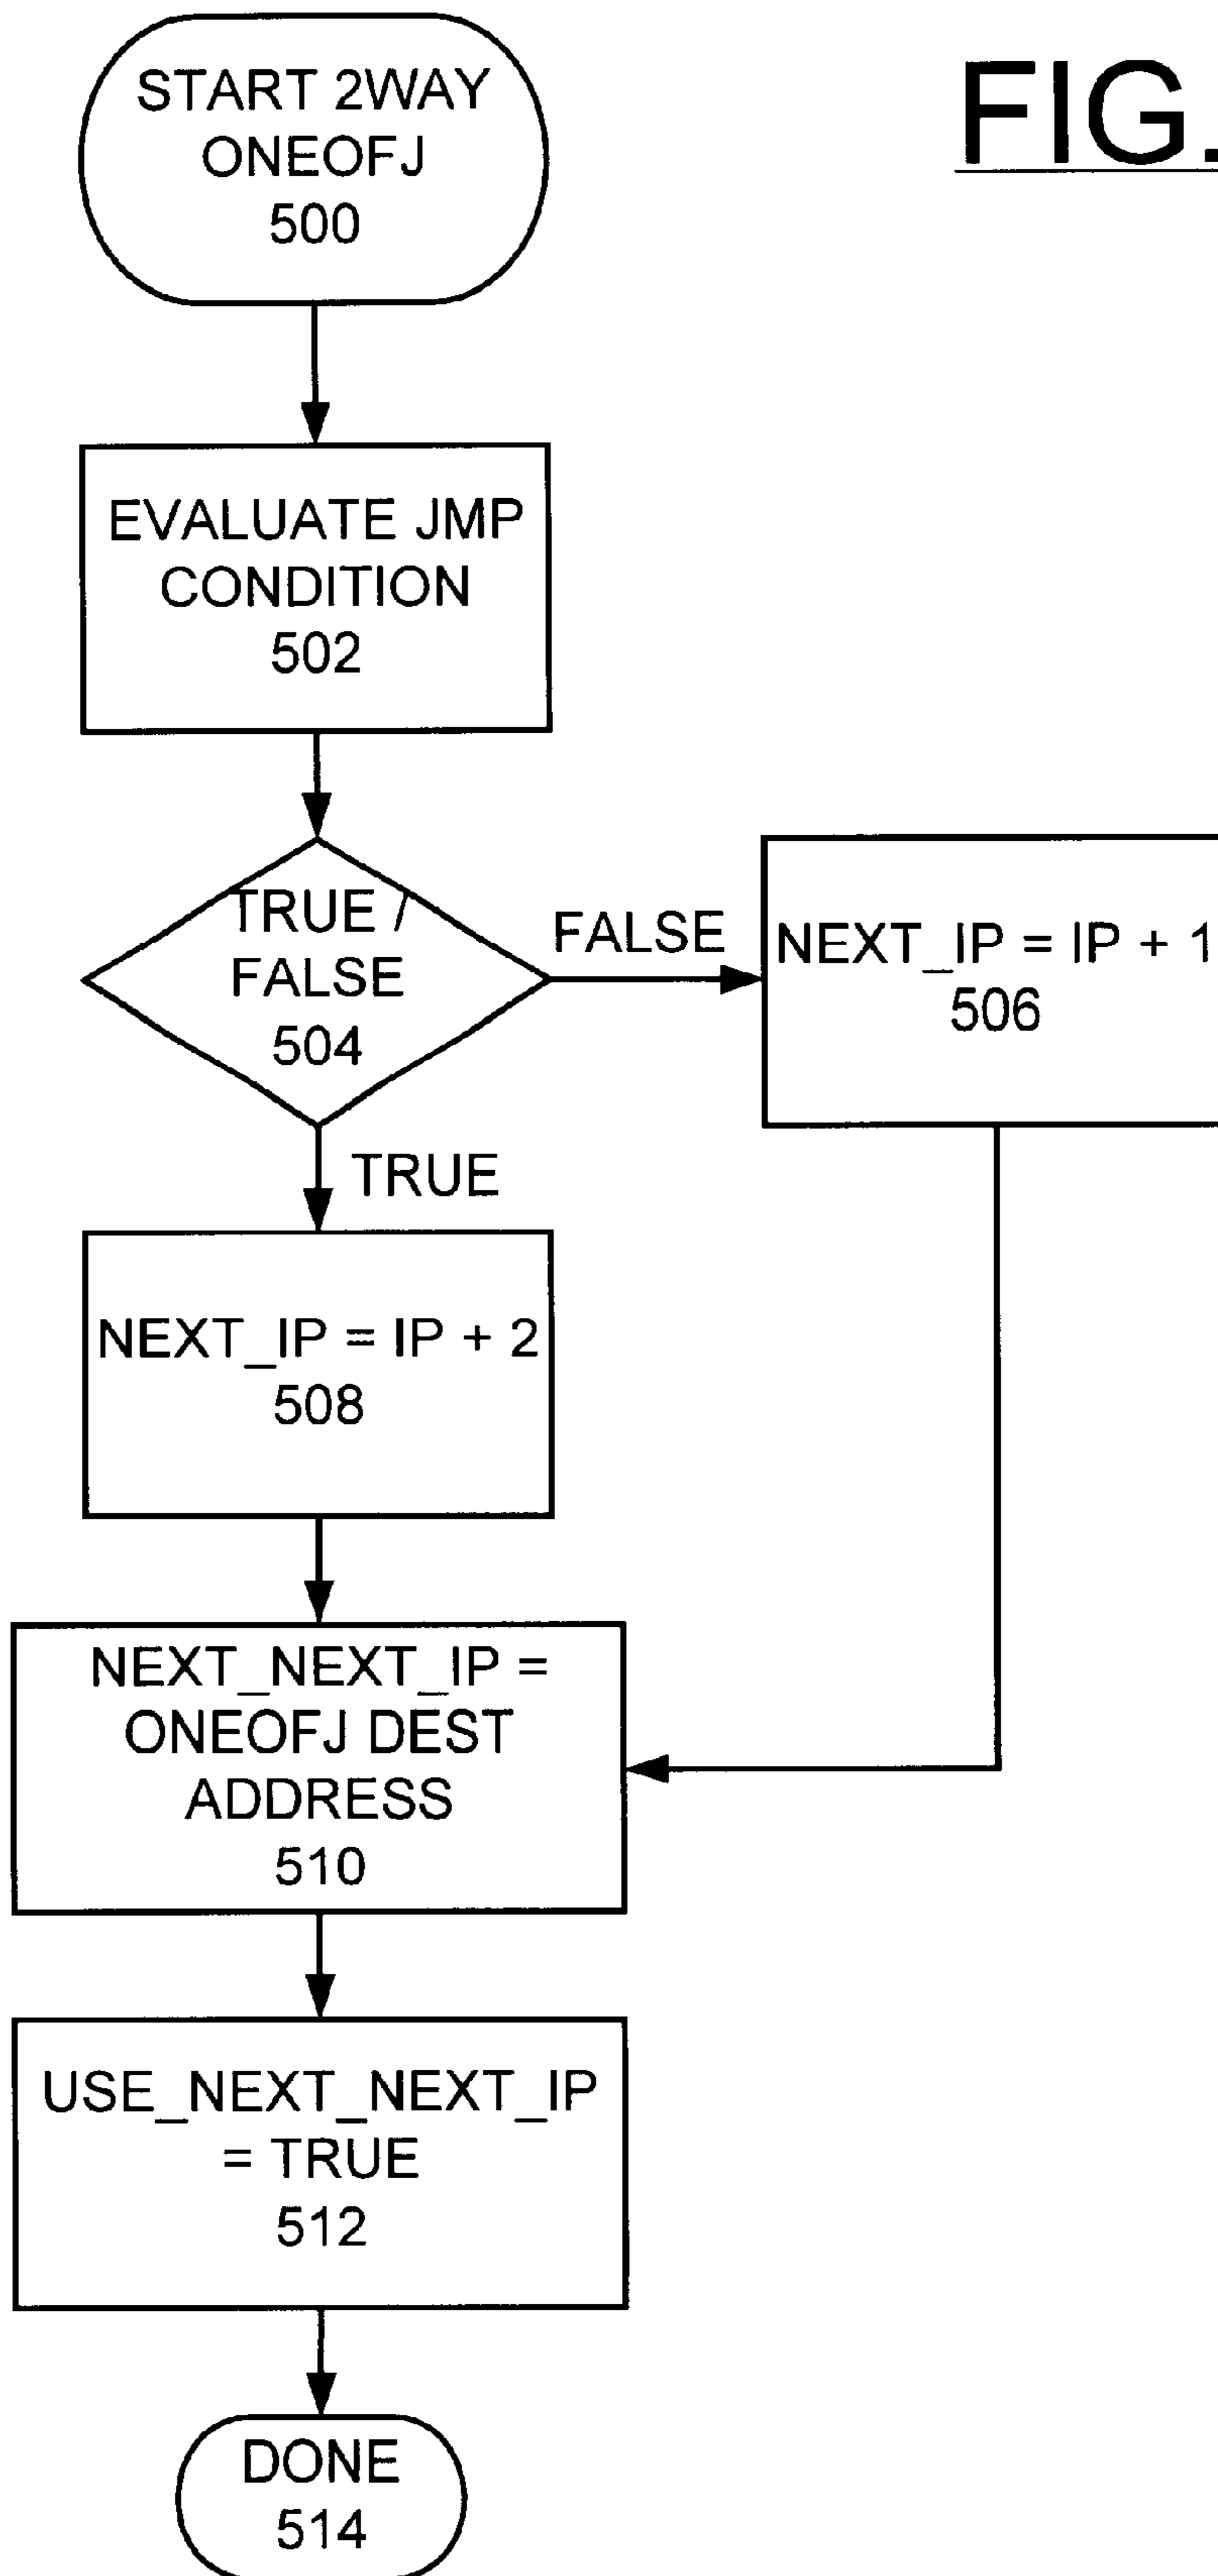 START 2WAY
ONEOFJ
500
FIG.
EVALUATE JMP
CONDITION
502
TRUE /
FALSE
504
FALSE
NEXT_IP = IP + 1
506
TRUE
NEXT_IP = IP + 2
508
NEXT_NEXT_IP =
ONEOFJ DEST
ADDRESS
510
USE_NEXT_NEXT_IP
= TRUE
512
DONE
514